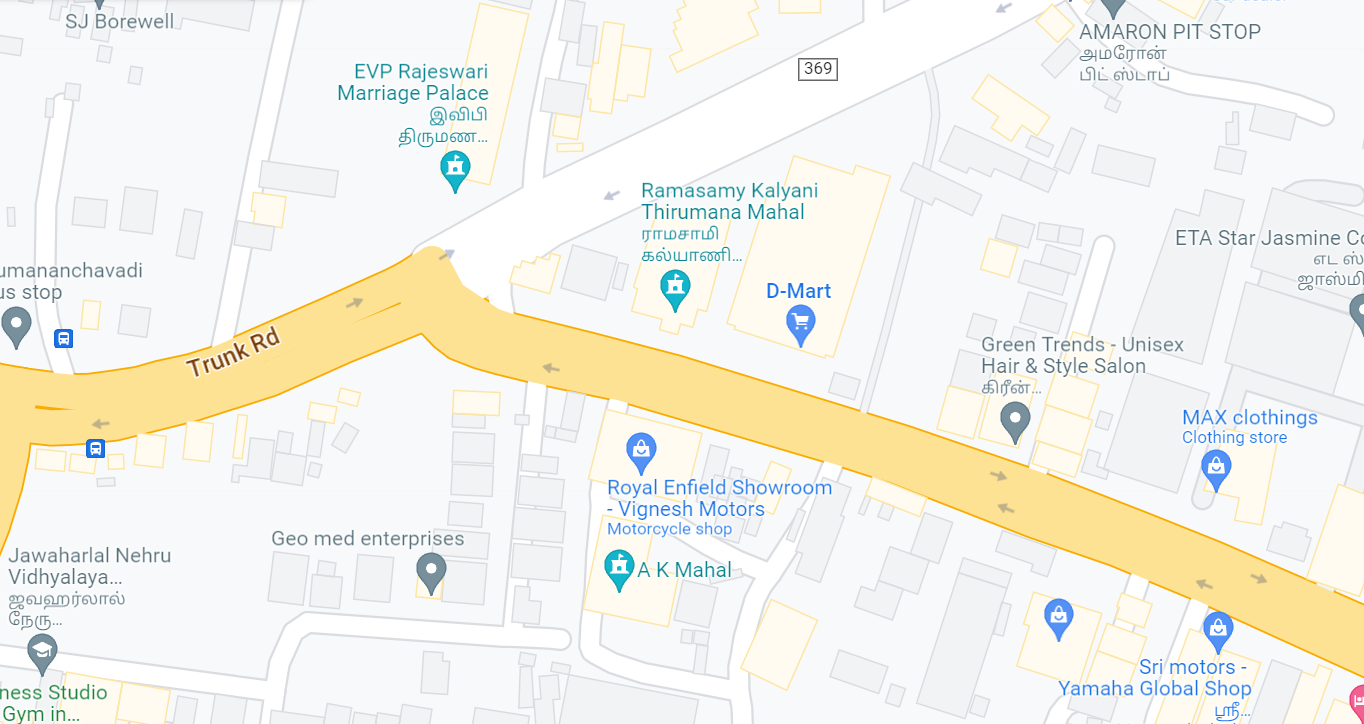 SJ Borewell
AMARON PIT STOP
அமரோன்
பிட் ஸ்டாப்
369
EVP Rajeswari
Marriage Palace
இவிபி
திருமண...
Ramasamy Kalyani
Thirumana Mahal
ராமசாமி
கல்யாணி...
ETA Star Jasmine Co
எட ஸ்
ஜாஸ்மி
umananchavadi
us stop
D-Mart
Trunk Rd
Green Trends - Unisex
Hair & Style Salon
கிரீன்...
MAX clothings
Clothing store
Royal Enfield Showroom
- Vignesh Motors
Motorcycle shop
Geo med enterprises
Jawaharlal Nehru
Vidhyalaya...
ஜவஹர்லால்
நேரு...
A K Mahal
Sri motors -
Yamaha Global Shop
ஸ்ரீ...
ness Studio
Gym in...